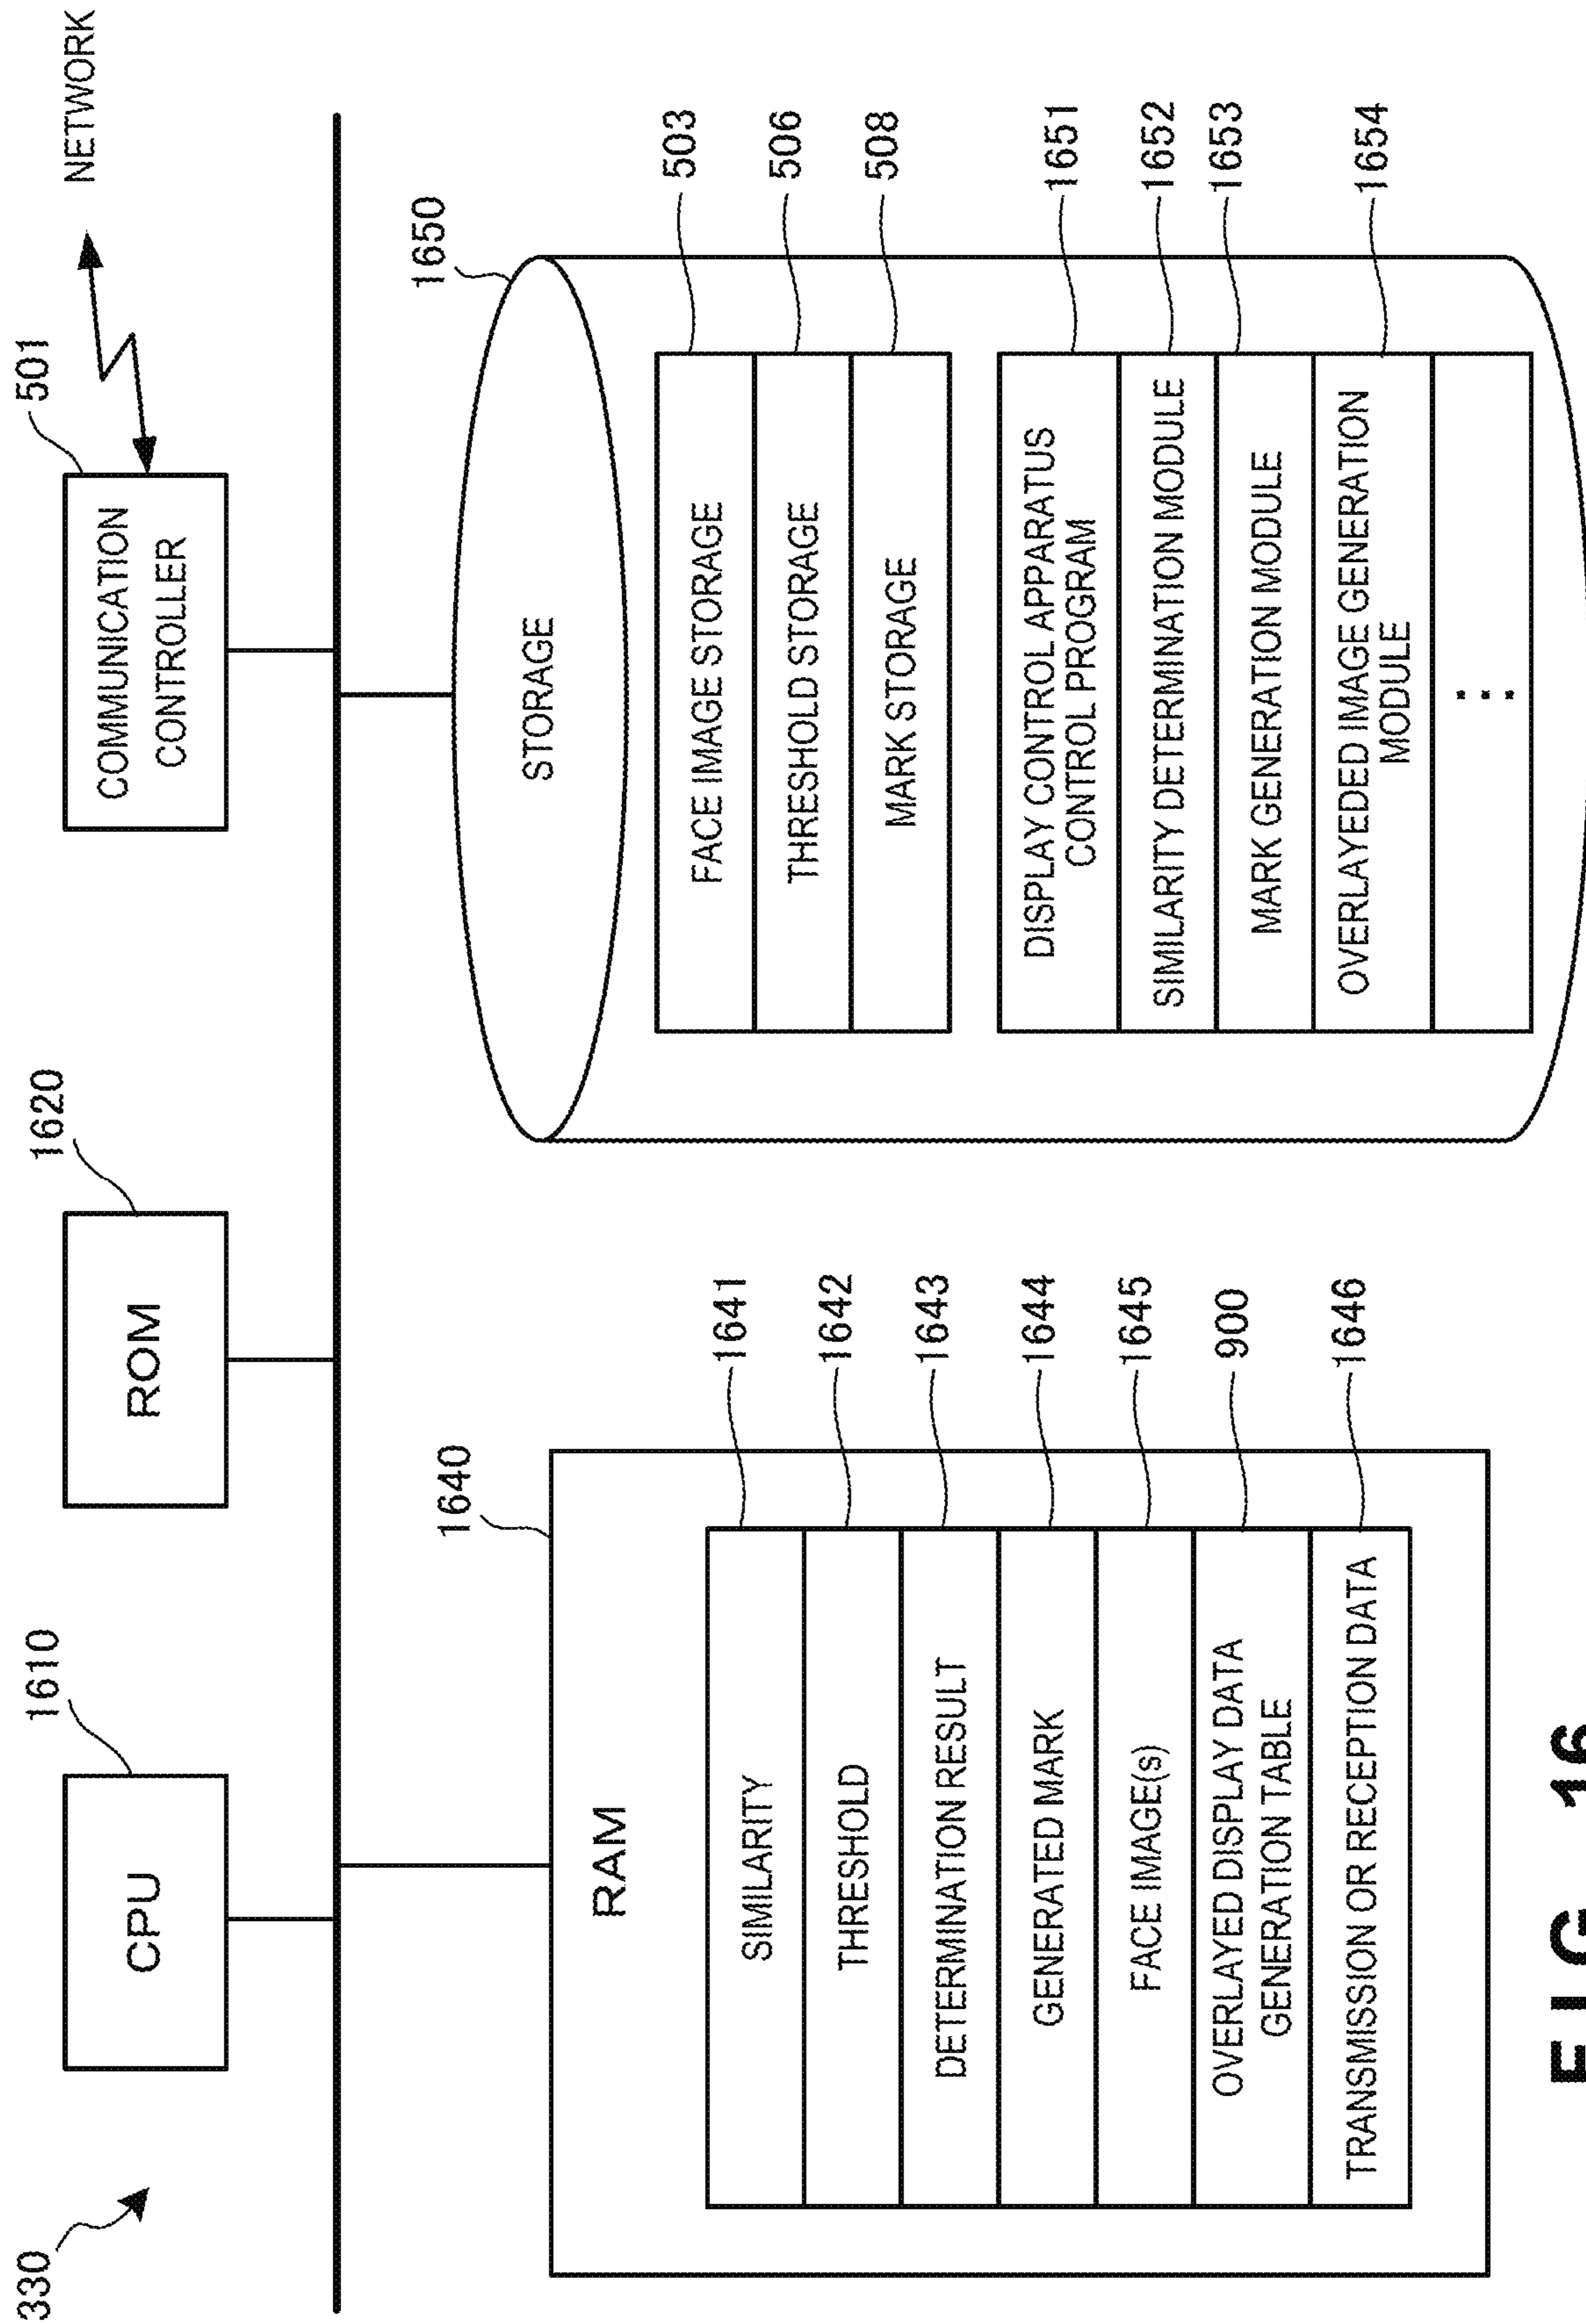 330
CPU
1610
ROM
1620
COMMUNICATION
CONTROLLER
501
NETWORK
RAM
1640
SIMILARITY
1641
THRESHOLD
1642
DETERMINATION RESULT
1643
GENERATED MARK
1644
FACE IMAGE(s)
1645
OVERLAYED DISPLAY DATA
GENERATION TABLE
900
TRANSMISSION OR RECEPTION DATA
1646
STORAGE
1650
FACE IMAGE STORAGE
503
THRESHOLD STORAGE
506
MARK STORAGE
508
DISPLAY CONTROL APPARATUS
CONTROL PROGRAM
1651
SIMILARITY DETERMINATION MODULE
1652
MARK GENERATION MODULE
1653
OVERLAYEDED IMAGE GENERATION
MODULE
1654
FIG. 16